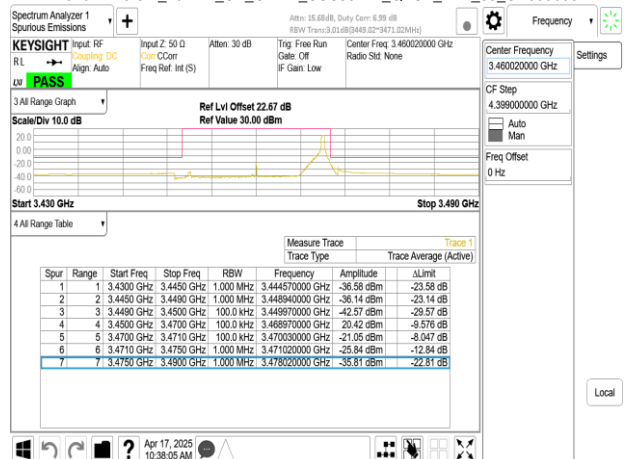 Spectrum Analyzer 1
Spurious Emissions
Attn: 15.68dB, Duty Corr: 6.99 dB
RBW Trans:3.01dB(3449.02~3471.02MHz)
Frequency
KEYSIGHT
RL
LXI PASS
Input: RF
Coupling: DC
Align: Auto
Input Z: 50 Ω
Corr CCorr
Freq Ref: Int (S)
Atten: 30 dB
Trig: Free Run
Gate: Off
IF Gain: Low
Center Freq: 3.460020000 GHz
Radio Std: None
Center Frequency
3.460020000 GHz
Settings
CF Step
4.399000000 GHz
Auto
Man
Freq Offset
0 Hz
Local
3 All Range Graph
Scale/Div 10.0 dB
Ref Lvl Offset 22.67 dB
Ref Value 30.00 dBm
20.0
0.00
-20.0
-40.0
-60.0
Start 3.430 GHz
Stop 3.490 GHz
4 All Range Table
Measure Trace Trace 1
Trace Type Trace Average (Active)
Spur Range Start Freq Stop Freq RBW Frequency Amplitude ΔLimit
1 1 3.4300 GHz 3.4450 GHz 1.000 MHz 3.444570000 GHz -36.58 dBm -23.58 dB
2 2 3.4450 GHz 3.4490 GHz 1.000 MHz 3.448940000 GHz -36.14 dBm -23.14 dB
3 3 3.4490 GHz 3.4500 GHz 100.0 kHz 3.449970000 GHz -42.57 dBm -29.57 dB
4 4 3.4500 GHz 3.4700 GHz 100.0 kHz 3.468970000 GHz 20.42 dBm -9.576 dB
5 5 3.4700 GHz 3.4710 GHz 100.0 kHz 3.470030000 GHz -21.05 dBm -8.047 dB
6 6 3.4710 GHz 3.4750 GHz 1.000 MHz 3.471020000 GHz -25.84 dBm -12.84 dB
7 7 3.4750 GHz 3.4900 GHz 1.000 MHz 3.478020000 GHz -35.81 dBm -22.81 dB
?
Apr 17, 2025
10:38:05 AM